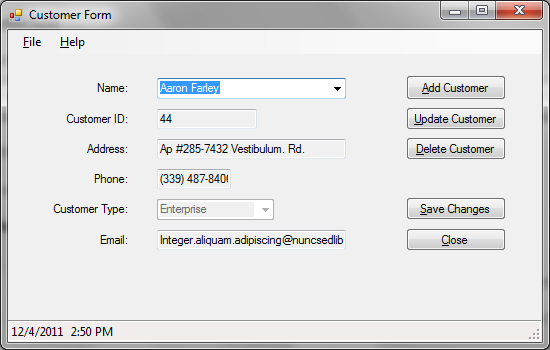 Customer Form
File Help
Name: Aaron Farley Add Customer
Customer ID: 44 Update Customer
Address: Ap #285-7432 Vestibulum. Rd. Delete Customer
Phone: (339) 487-840
Customer Type: Enterprise Save Changes
Email: Integer.aliquam.adipiscing@nuncsedlib Close
12/4/2011 2:50 PM